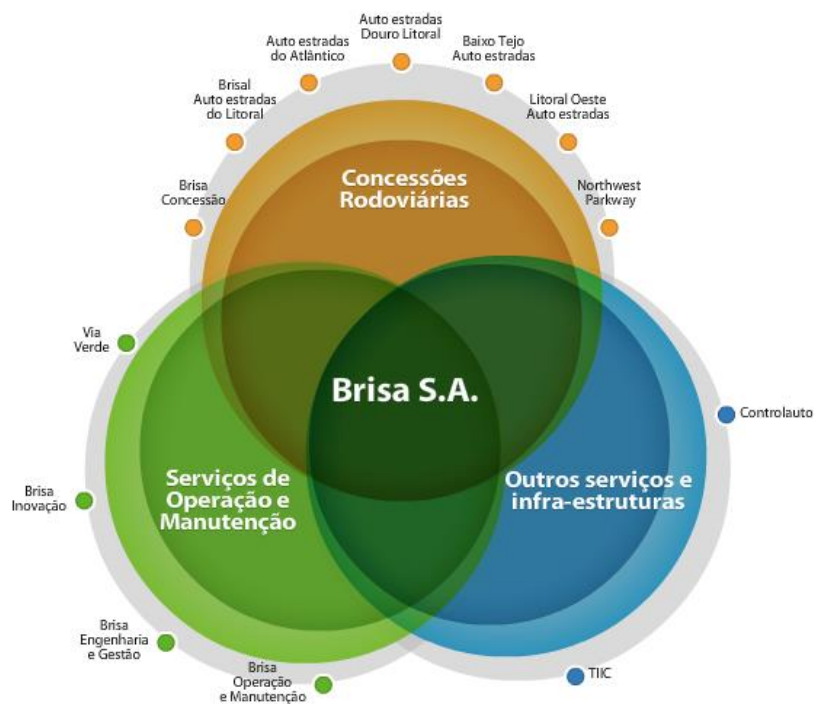 Auto estradas
Douro Litoral
Auto estradas
do Atlântico
Baixo Tejo
Auto estradas
Brisal
Auto estradas
do Litoral
Litoral Oeste
Auto estradas
Brisa
Concessão
Northwest
Parkway
Concessões
Rodoviárias
Via
Verde
Brisa S.A.
Controlauto
Serviços de
Operação e
Manutenção
Outros serviços e
infra-estruturas
Brisa
Inovação
Brisa
Engenharia
e Gestão
Brisa
Operação
e Manutenção
TIIC